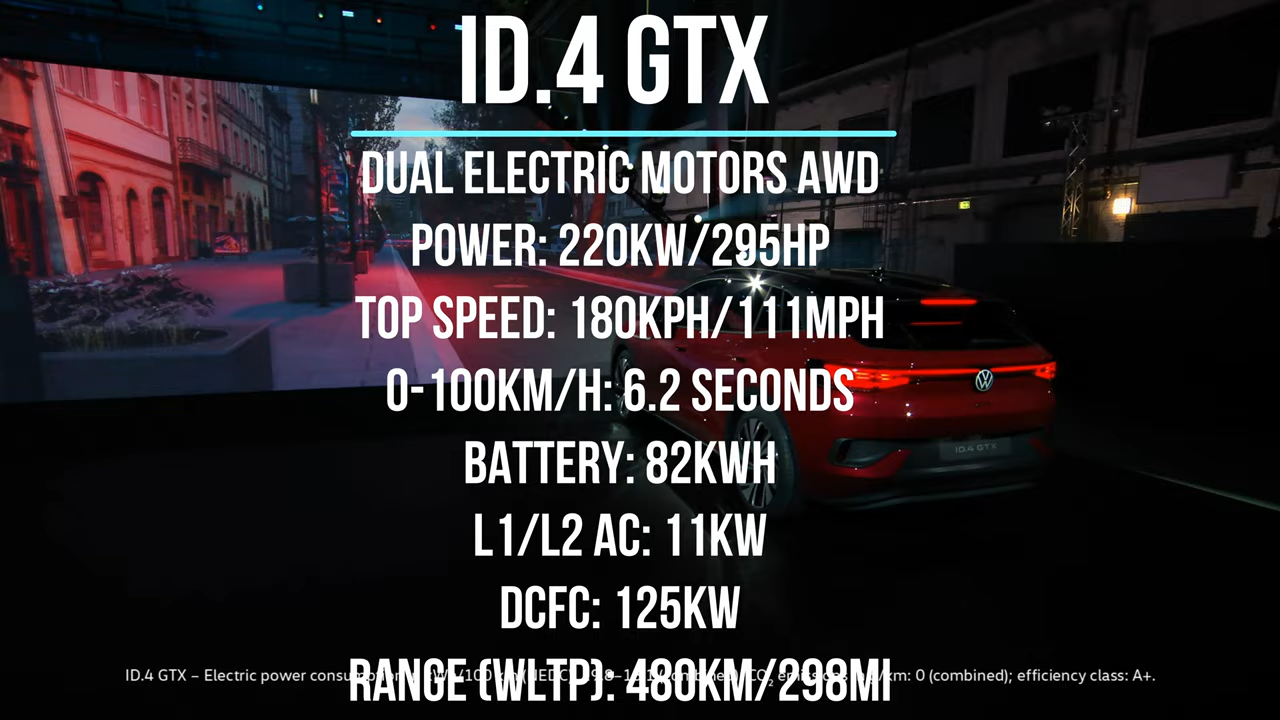 ID.4 GTX
DUAL ELECTRIC MOTORS AWD
POWER: 220KW/295HP
TOP SPEED: 180KPH/111MPH
0-100KM/H: 6.2 SECONDS
BATTERY: 82KWH
L1/L2 AC: 11KW
DCFC: 125KW
RANGE (WLTP): 480KM/298MI
ID.4 GTX – Electric power km: 0 (combined); efficiency class: A+.
ID.4 GTX